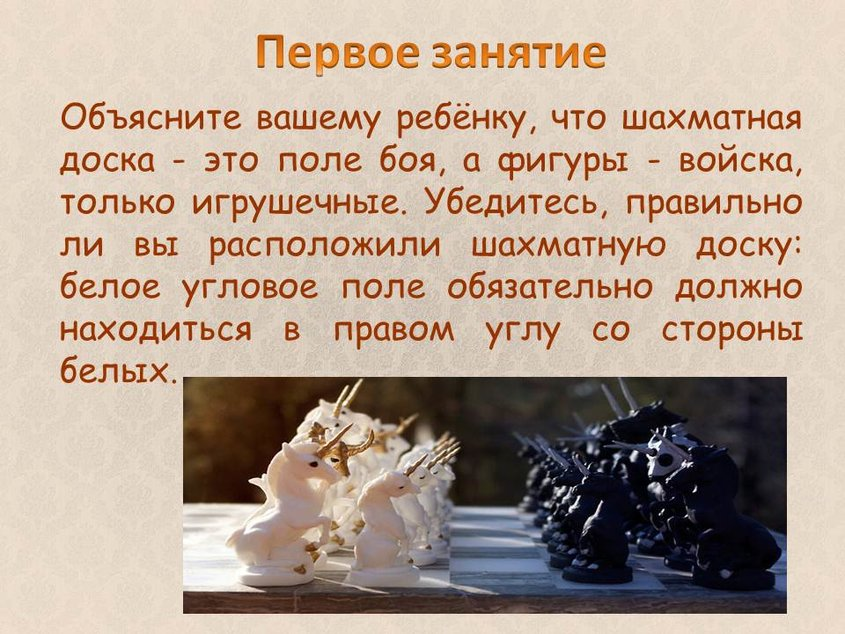 Первое занятие
Объясните вашему ребёнку, что шахматная
доска - это поле боя, а фигуры - войска,
только игрушечные. Убедитесь, правильно
ли вы расположили шахматную доску:
белое угловое поле обязательно должно
находиться в правом углу со стороны
белых.